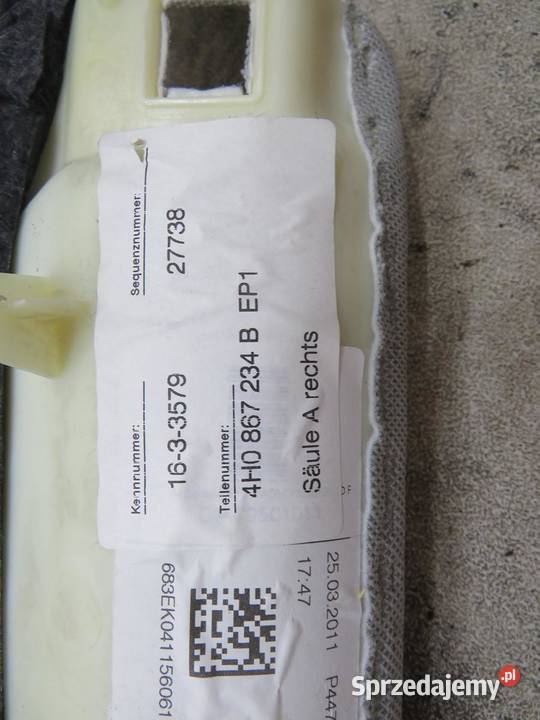 Kennnummer: Sequenznummer:
16-3-3579 27738
Teilenummer:
4H0 867 234 B EP1
Säule A rechts
683EK041156061
17:47
25.03.2011 P447
Sprzedajemy.pl